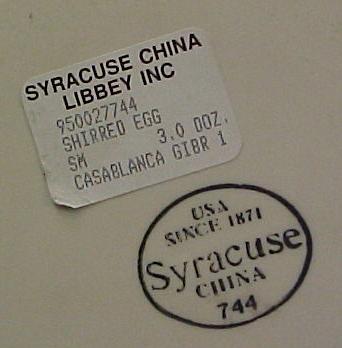 SYRACUSE CHINA
LIBBEY INC
950027744
SHIRRED EGG
SM 3.0 DOZ.
CASABLANCA GIBR 1
USA
SINCE 1871
Syracuse
CHINA
744